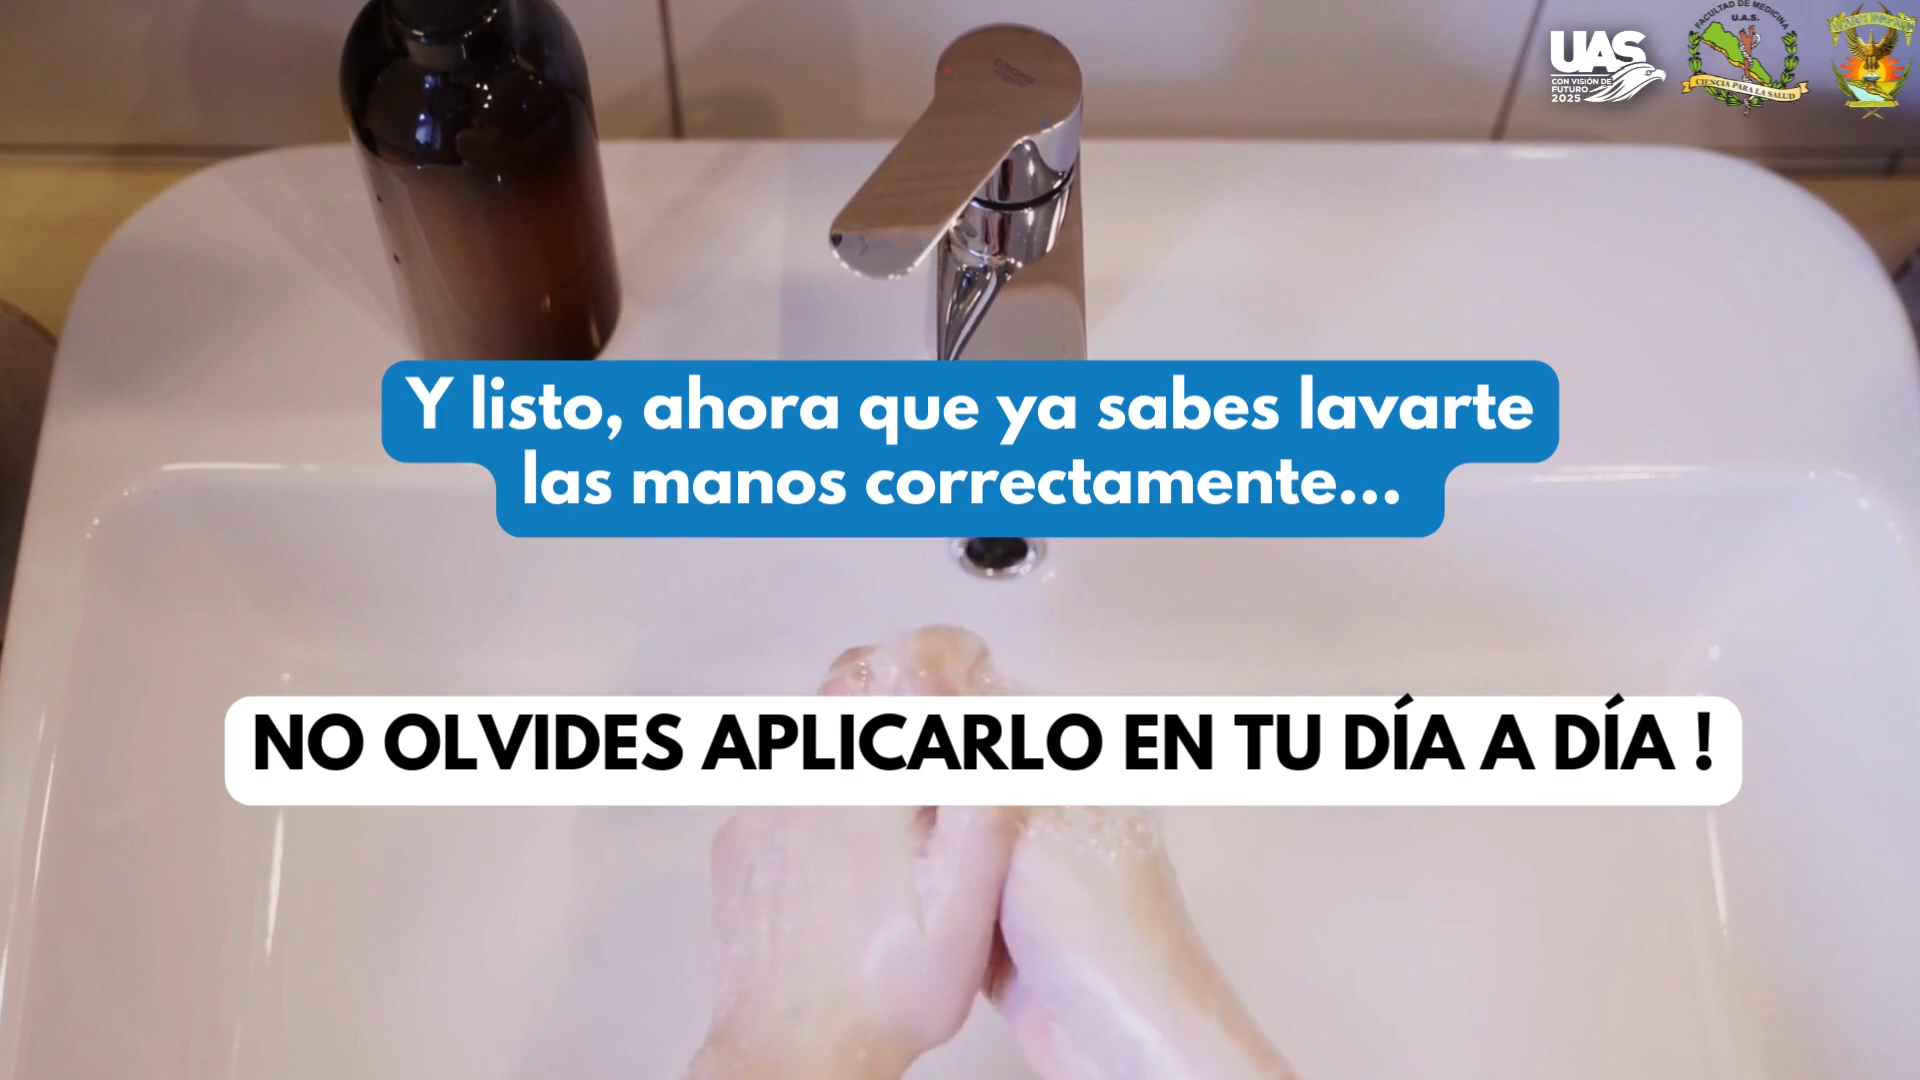 FACULTAD DE MEDICINA
U.A.S.
UAS
CON VISIÓN DE
FUTURO
2025
CIENCIA PARA LA SALUD
GROHE
Y listo, ahora que ya sabes lavarte
las manos correctamente...
NO OLVIDES APLICARLO EN TU DÍA A DÍA !